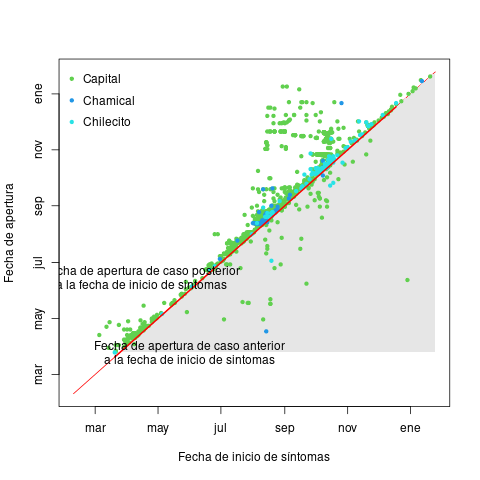 Capital
Chamical
Chilecito
ene
nov
sep
jul
may
mar
Fecha de apertura
cha de apertura de caso posterior
a la fecha de inicio de síntomas
Fecha de apertura de caso anterior
a la fecha de inicio de sintomas
mar
may
jul
sep
nov
ene
Fecha de inicio de síntomas